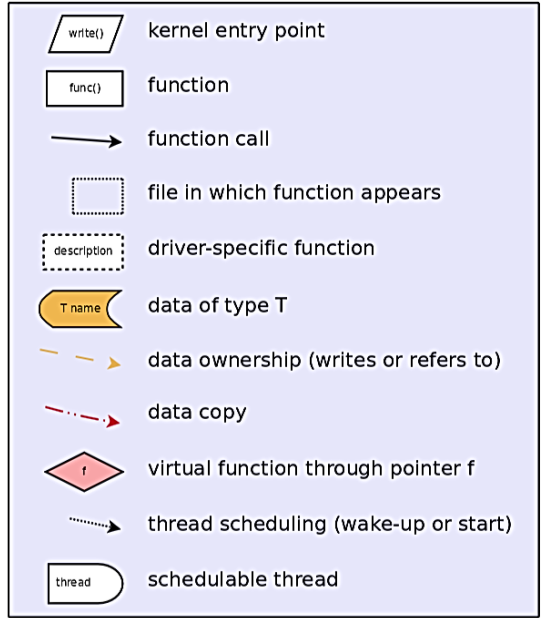 write() kernel entry point
func() function
function call
file in which function appears
description driver-specific function
T name data of type T
data ownership (writes or refers to)
data copy
f virtual function through pointer f
thread scheduling (wake-up or start)
thread schedulable thread